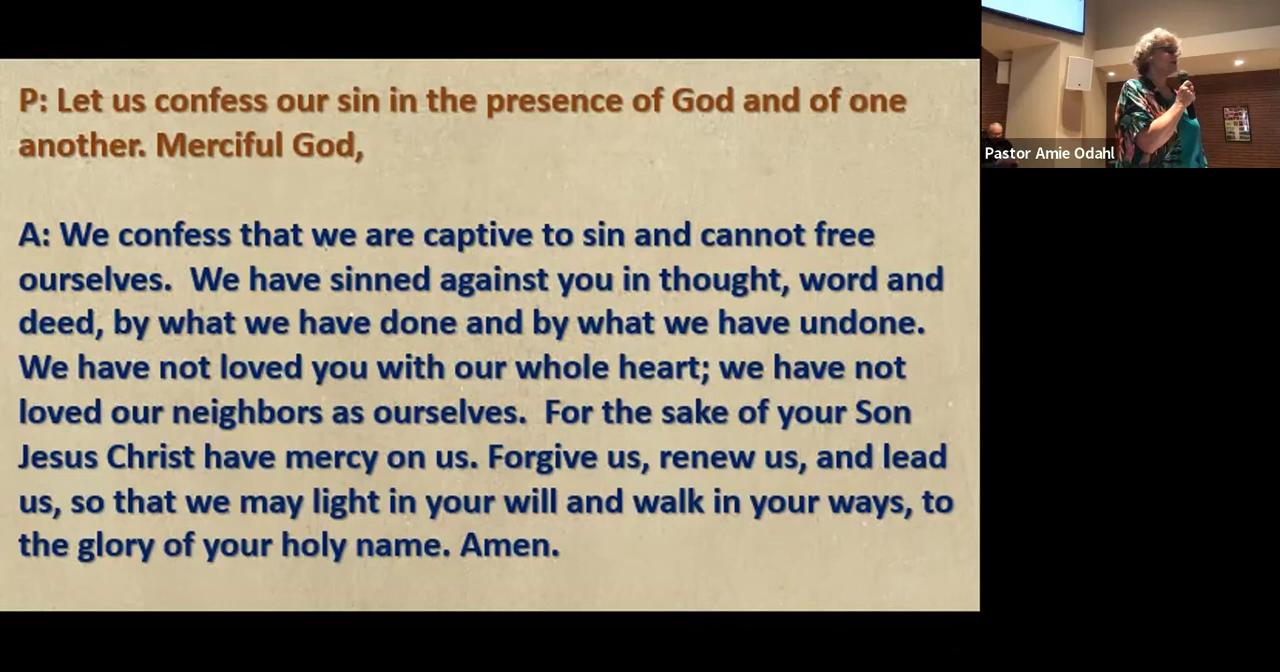 P: Let us confess our sin in the presence of God and of one
another. Merciful God,
A: We confess that we are captive to sin and cannot free
ourselves.  We have sinned against you in thought, word and
deed, by what we have done and by what we have undone.
We have not loved you with our whole heart; we have not
loved our neighbors as ourselves.  For the sake of your Son
Jesus Christ have mercy on us. Forgive us, renew us, and lead
us, so that we may light in your will and walk in your ways, to
the glory of your holy name. Amen.
Pastor Amie Odahl